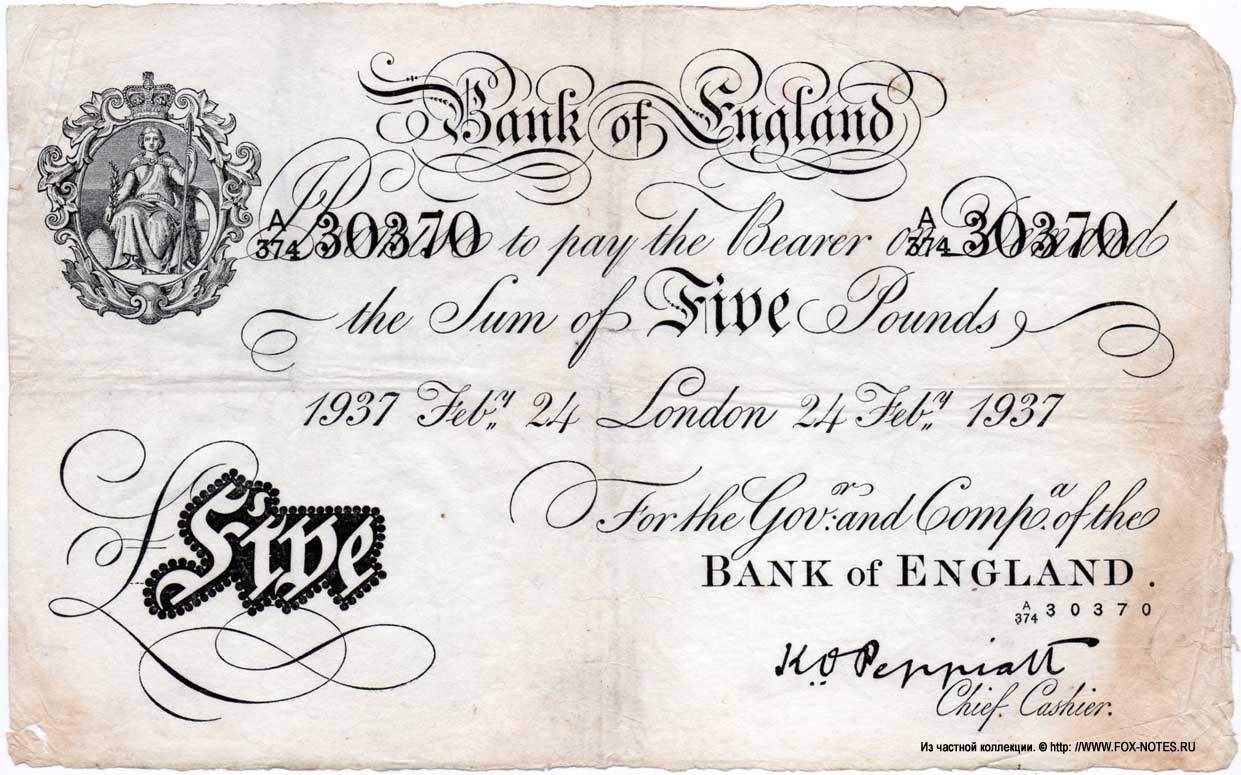 Bank of England
A/374 30370 to pay the Bearer on A/374 30370
the Sum of Five Pounds,
1937 Feb.y 24 London 24 Feb.y 1937
£Five
For the Gov.r: and Comp.a of the
BANK of ENGLAND.
A/374 30370
K.O Peppiatt
Chief Cashier.
Из частной коллекции. © http: //WWW.FOX-NOTES.RU